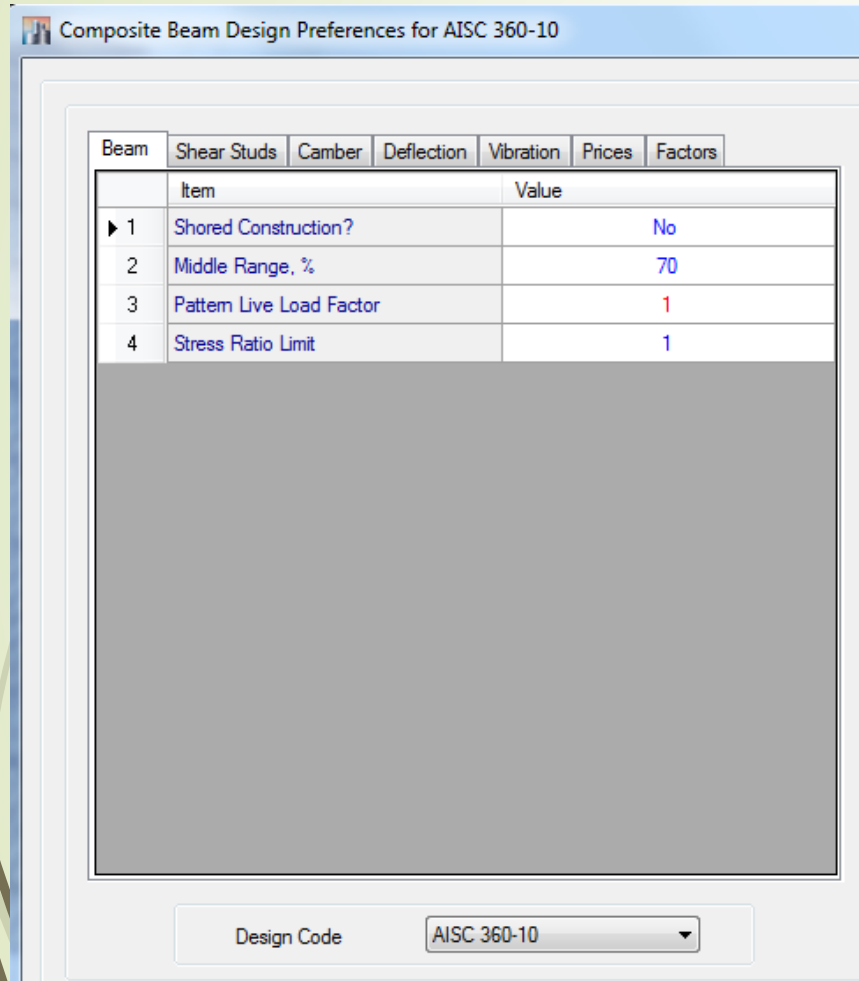 Composite Beam Design Preferences for AISC 360-10
Beam Shear Studs Camber Deflection Vibration Prices Factors
Item Value
1 Shored Construction? No
2 Middle Range, % 70
3 Pattern Live Load Factor 1
4 Stress Ratio Limit 1
Design Code AISC 360-10